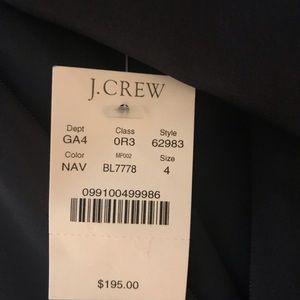 J.CREW
Dept Class Style
GA4 0R3 62983
Color MP002 Size
NAV BL7778 4
099100499986
$195.00